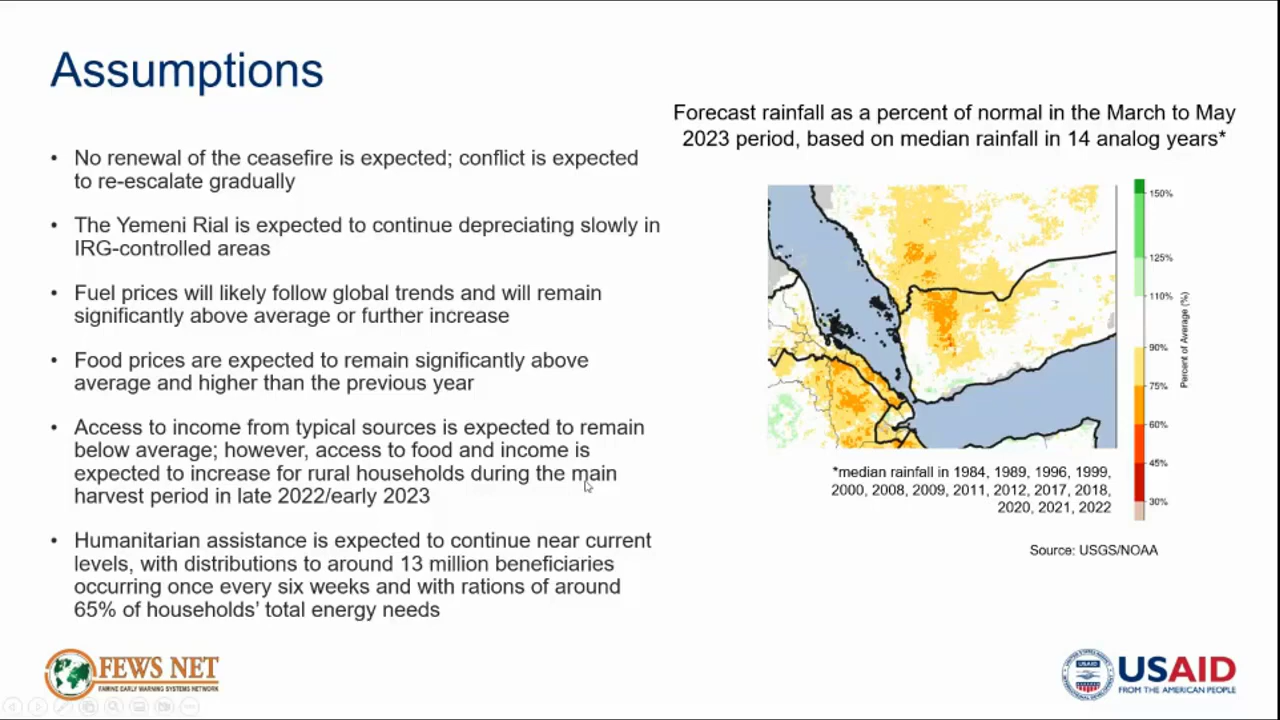 Assumptions
• No renewal of the ceasefire is expected; conflict is expected
to re-escalate gradually
• The Yemeni Rial is expected to continue depreciating slowly in
IRG-controlled areas
• Fuel prices will likely follow global trends and will remain
significantly above average or further increase
• Food prices are expected to remain significantly above
average and higher than the previous year
• Access to income from typical sources is expected to remain
below average; however, access to food and income is
expected to increase for rural households during the main
harvest period in late 2022/early 2023
• Humanitarian assistance is expected to continue near current
levels, with distributions to around 13 million beneficiaries
occurring once every six weeks and with rations of around
65% of households' total energy needs
Forecast rainfall as a percent of normal in the March to May
2023 period, based on median rainfall in 14 analog years*
150%
125%
110%
90%
75%
60%
45%
30%
Percent of Average (%)
*median rainfall in 1984, 1989, 1996, 1999,
2000, 2008, 2009, 2011, 2012, 2017, 2018,
2020, 2021, 2022
Source: USGS/NOAA
FEWS NET
FAMINE EARLY WARNING SYSTEMS NETWORK
USAID
USAID
FROM THE AMERICAN PEOPLE